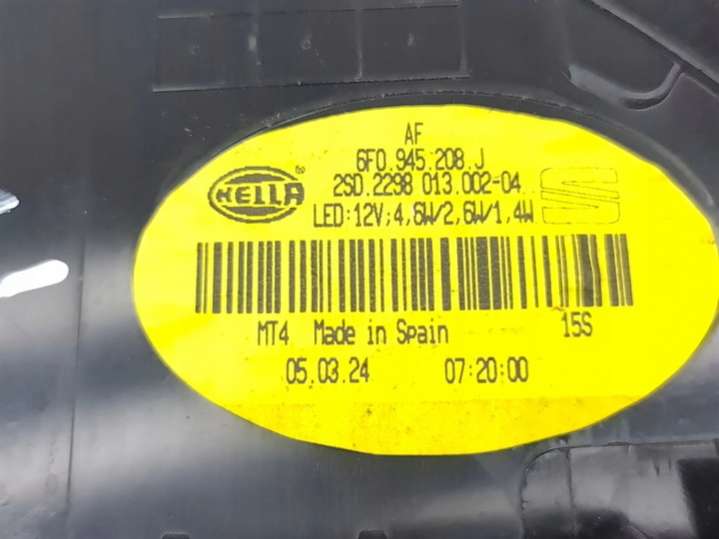 AF
6F0.945.208.J
HELLA ®
2SD.2298 013.002-04
LED:12V;4,6W/2,6W/1,4W
MT4 Made in Spain 15S
05.03.24 07:20:00